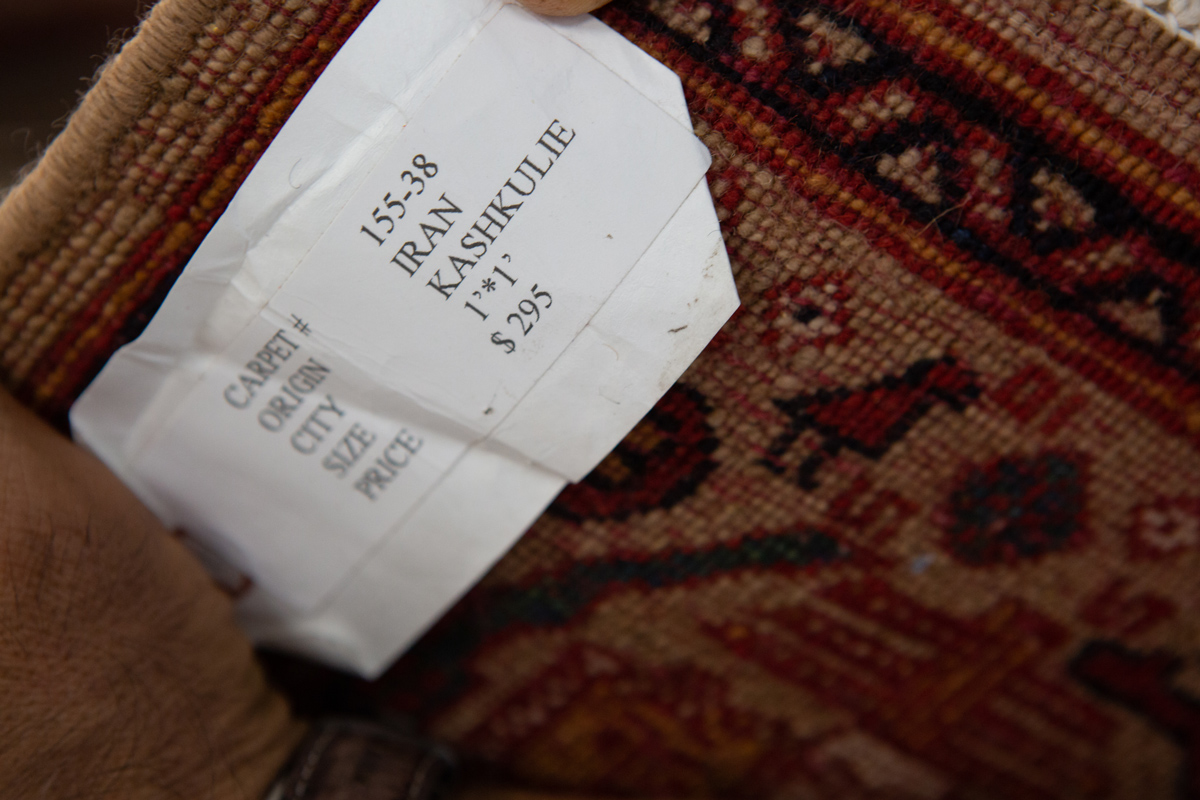 CARPET # 155-38
ORIGIN IRAN
CITY KASHKULIE
SIZE 1'*1'
PRICE $ 295